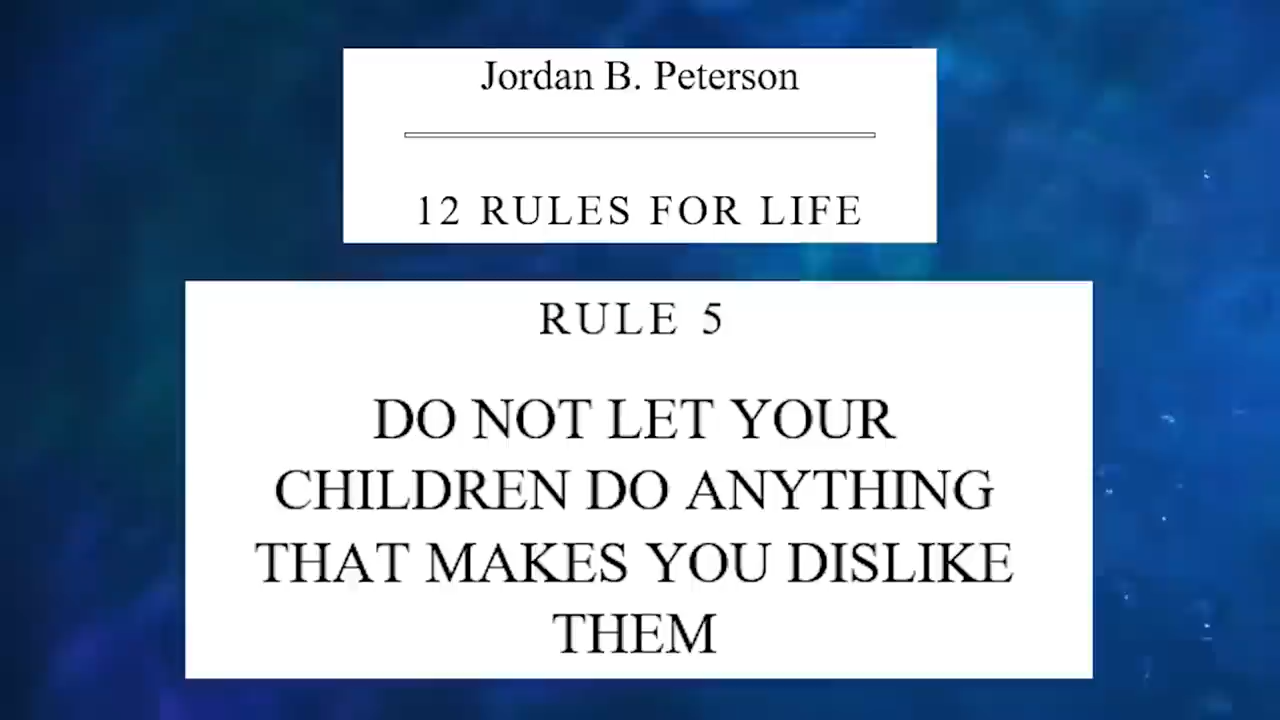 Jordan B. Peterson
12 RULES FOR LIFE
RULE 5
DO NOT LET YOUR
CHILDREN DO ANYTHING
THAT MAKES YOU DISLIKE
THEM